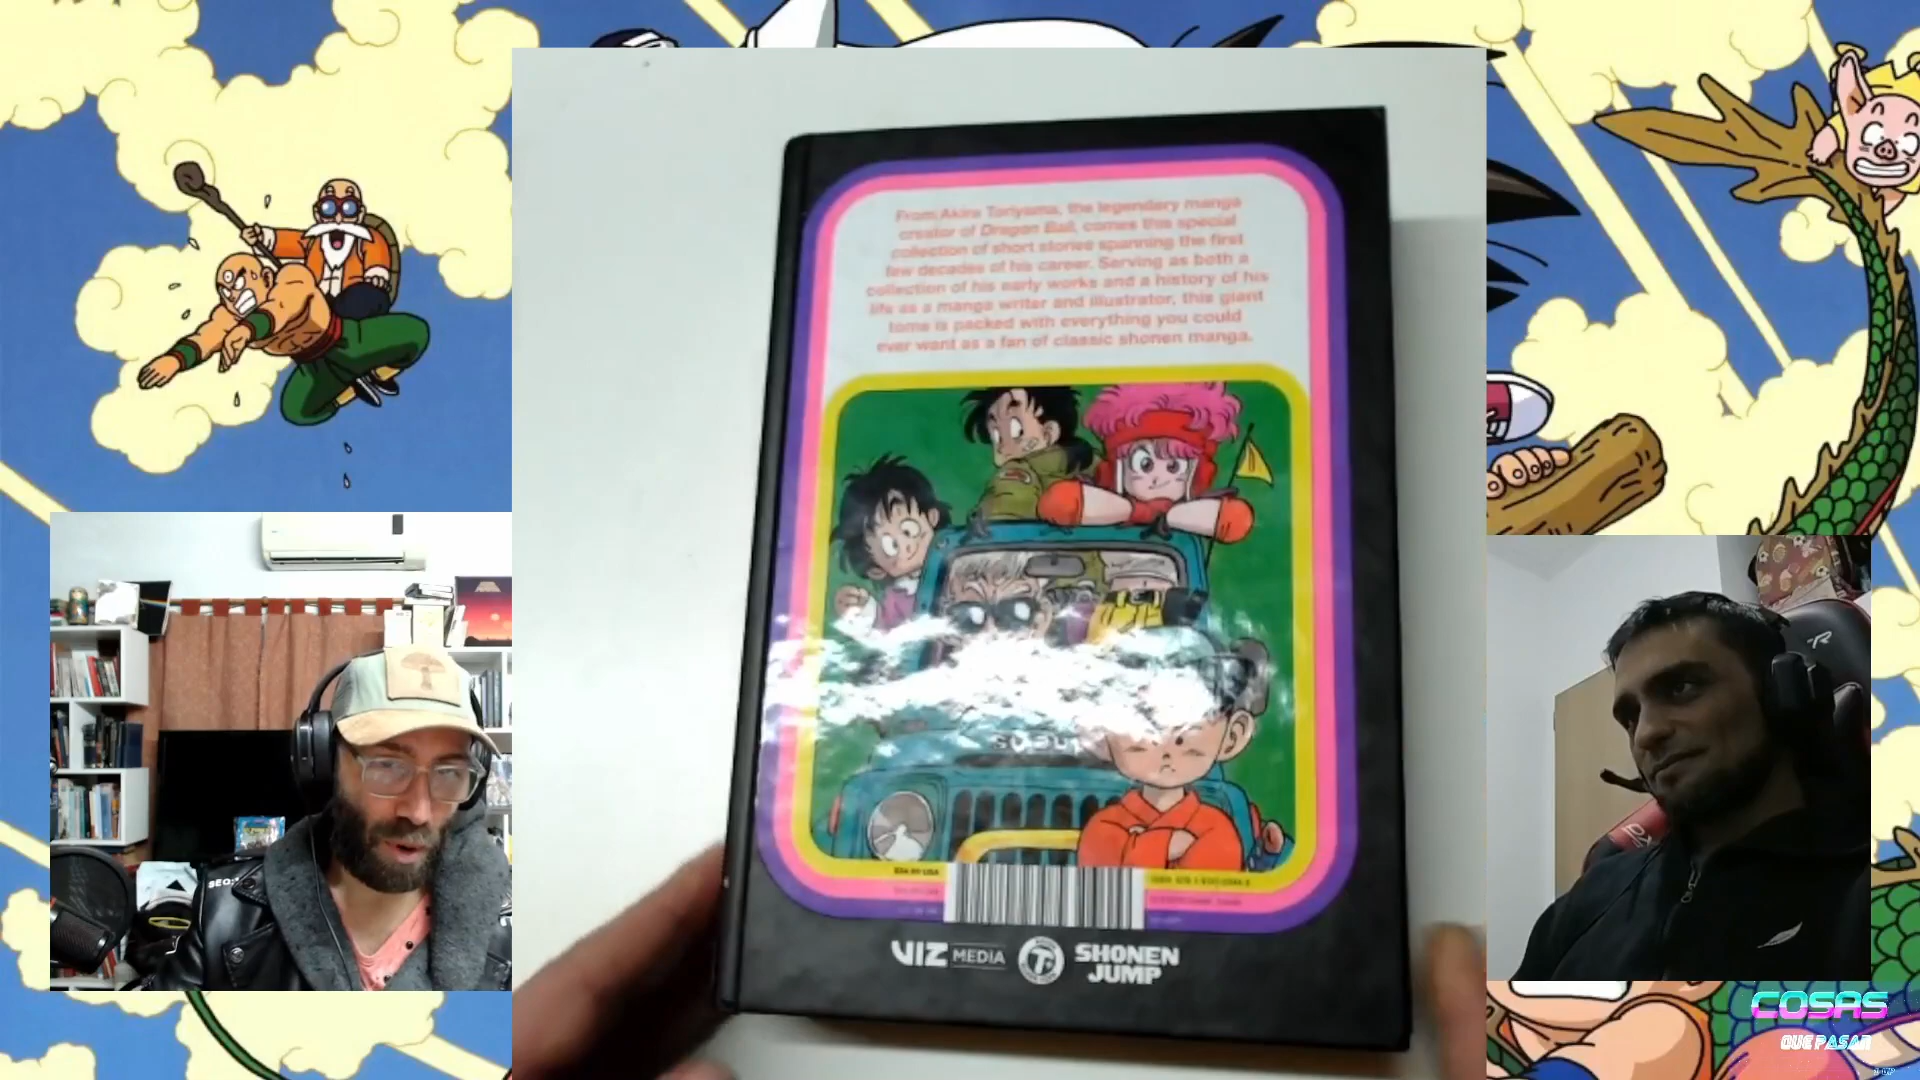 From Akira Toriyama, the legendary manga
creator of Dragon Ball, comes this special
collection of short stories spanning the first
few decades of his career. Serving as both a
collection of his early works and a history of his
life as a manga writer and illustrator, this giant
tome is packed with everything you could
ever want as a fan of classic shonen manga.
VIZ MEDIA
SHONEN
JUMP
COSAS
QUE PASAN